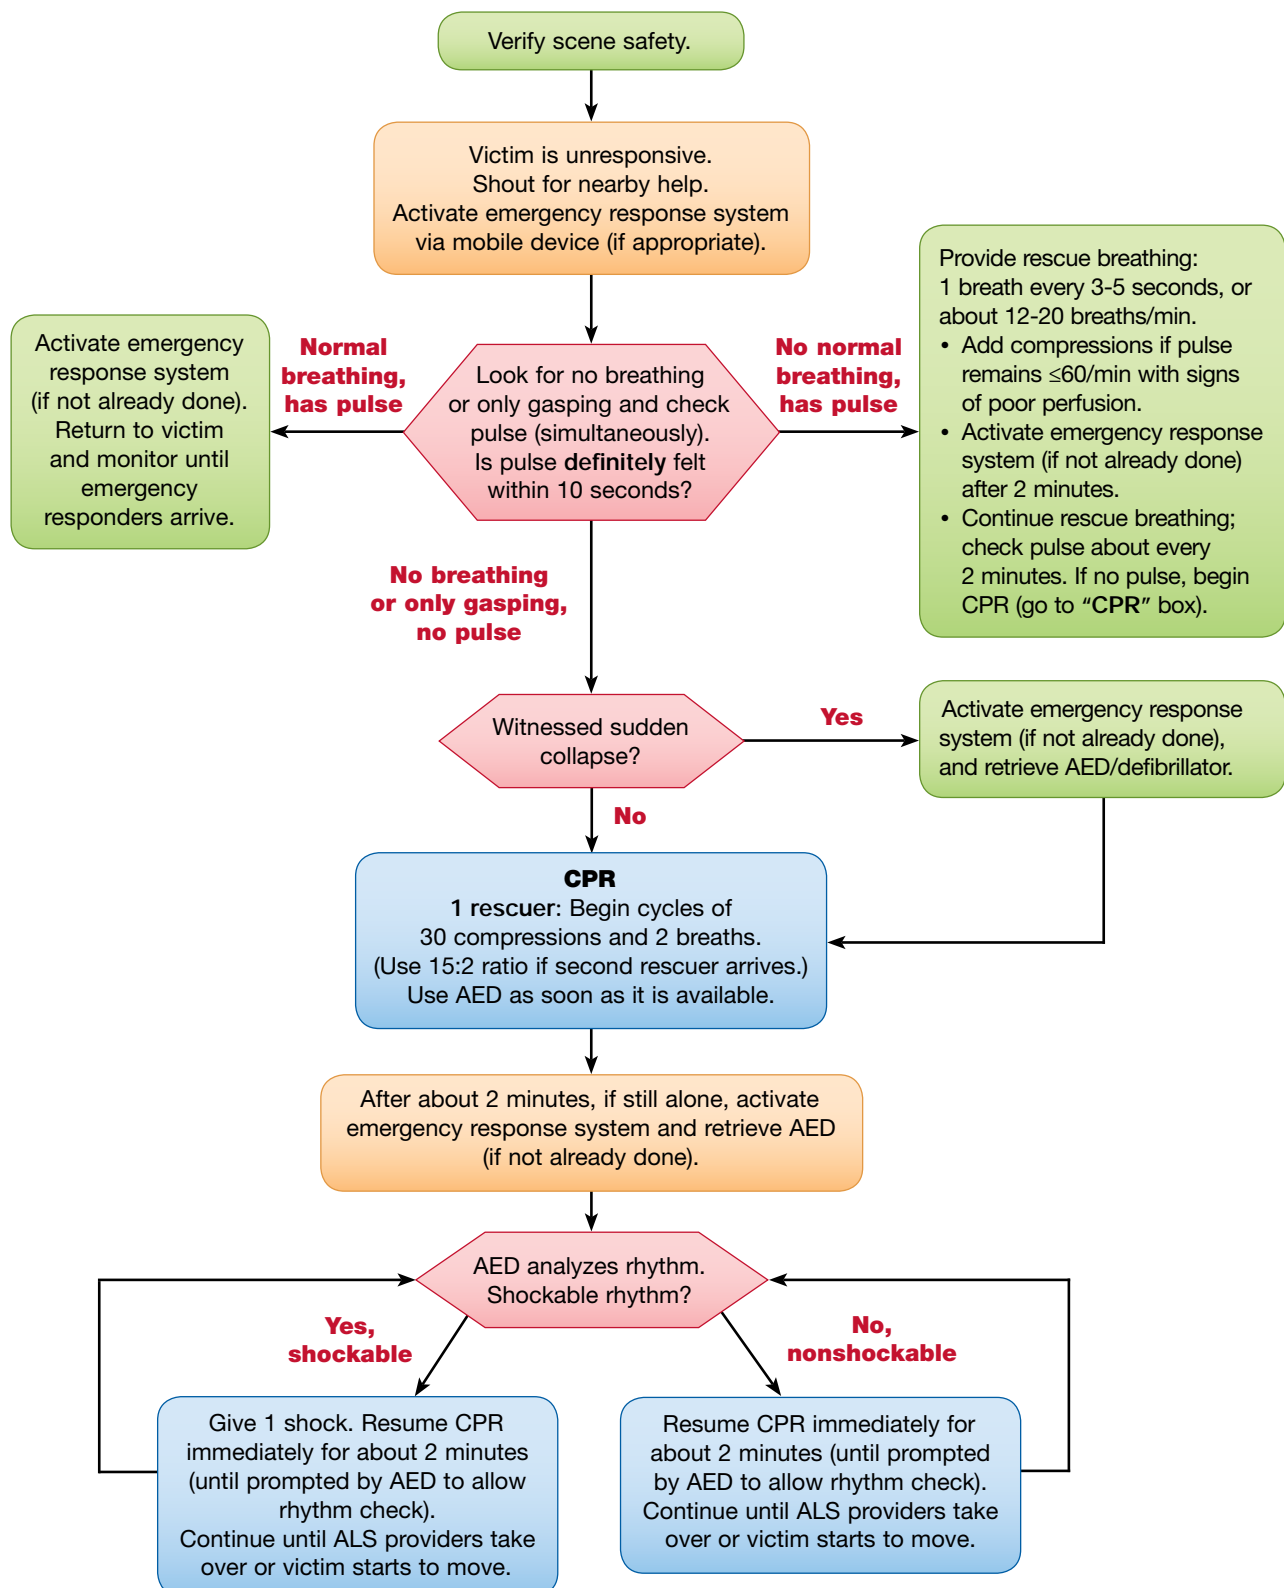 Verify scene safety.
Victim is unresponsive.
Shout for nearby help.
Activate emergency response system
via mobile device (if appropriate).
Look for no breathing
or only gasping and check
pulse (simultaneously).
Is pulse definitely felt
within 10 seconds?
Normal
breathing,
has pulse
Activate emergency
response system
(if not already done).
Return to victim
and monitor until
emergency
responders arrive.
No normal
breathing,
has pulse
Provide rescue breathing:
1 breath every 3-5 seconds, or
about 12-20 breaths/min.
• Add compressions if pulse
remains ≤60/min with signs
of poor perfusion.
• Activate emergency response
system (if not already done)
after 2 minutes.
• Continue rescue breathing;
check pulse about every
2 minutes. If no pulse, begin
CPR (go to “CPR” box).
No breathing
or only gasping,
no pulse
Witnessed sudden
collapse?
Yes
Activate emergency response
system (if not already done),
and retrieve AED/defibrillator.
No
CPR
1 rescuer: Begin cycles of
30 compressions and 2 breaths.
(Use 15:2 ratio if second rescuer arrives.)
Use AED as soon as it is available.
After about 2 minutes, if still alone, activate
emergency response system and retrieve AED
(if not already done).
AED analyzes rhythm.
Shockable rhythm?
Yes,
shockable
Give 1 shock. Resume CPR
immediately for about 2 minutes
(until prompted by AED to allow
rhythm check).
Continue until ALS providers take
over or victim starts to move.
No,
nonshockable
Resume CPR immediately for
about 2 minutes (until prompted
by AED to allow rhythm check).
Continue until ALS providers take
over or victim starts to move.